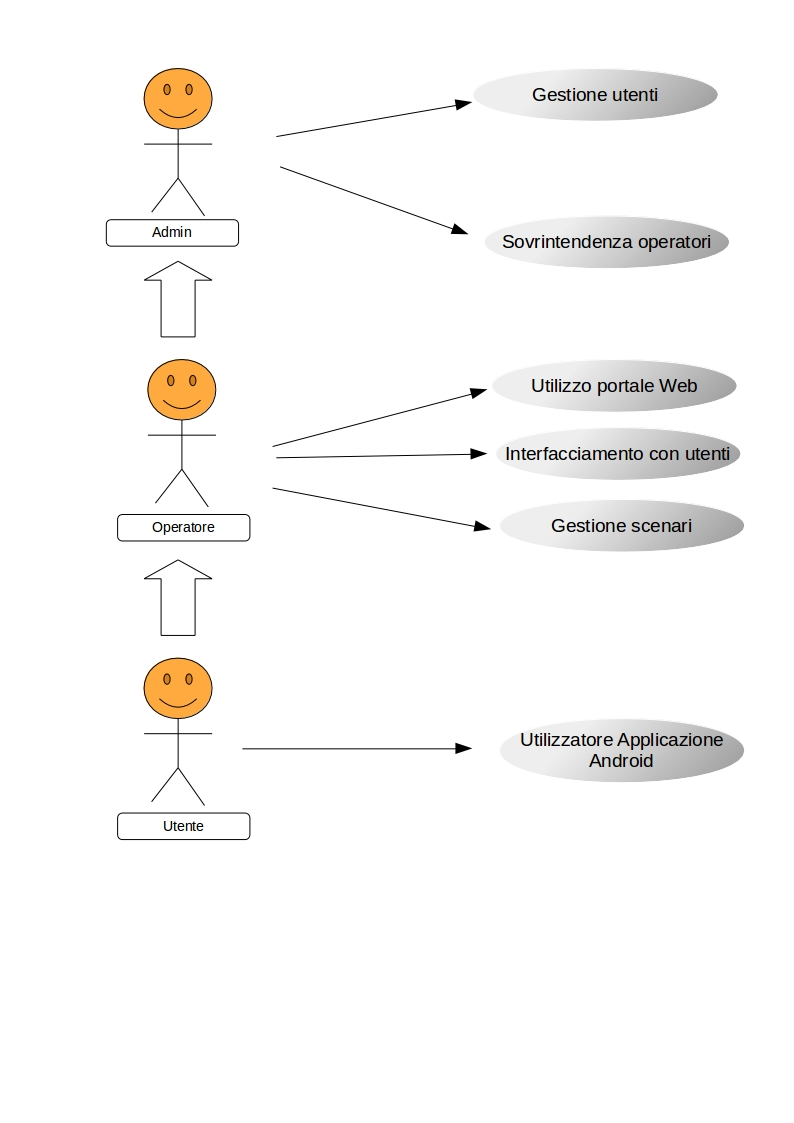 Gestione utenti
Admin
Sovrintendenza operatori
Utilizzo portale Web
Interfacciamento con utenti
Operatore
Gestione scenari
Utilizzatore Applicazione
Android
Utente